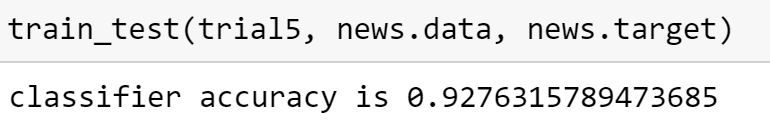 train_test(trial5, news.data, news.target)
classifier accuracy is 0.9276315789473685